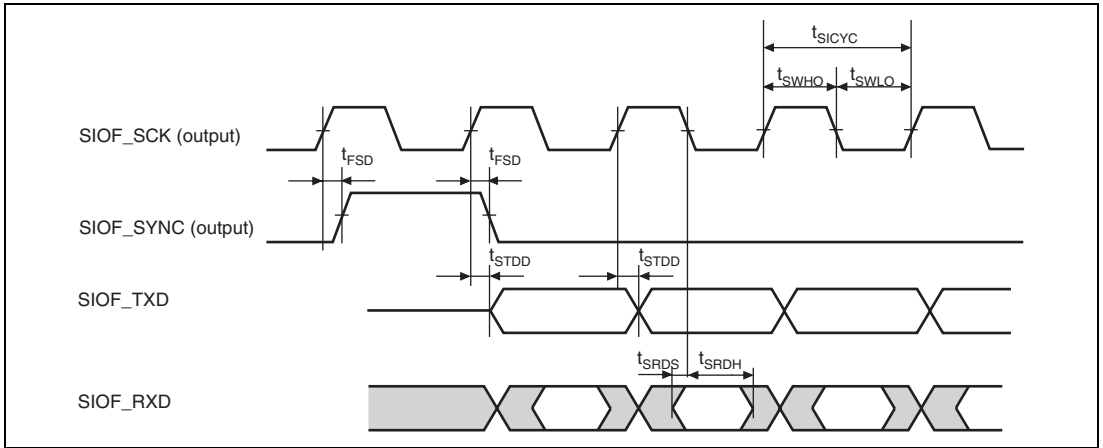 tSICYC
tSWHO tSWLO
SIOF_SCK (output)
tFSD tFSD
SIOF_SYNC (output)
tSTDD tSTDD
SIOF_TXD
tSRDS tSRDH
SIOF_RXD